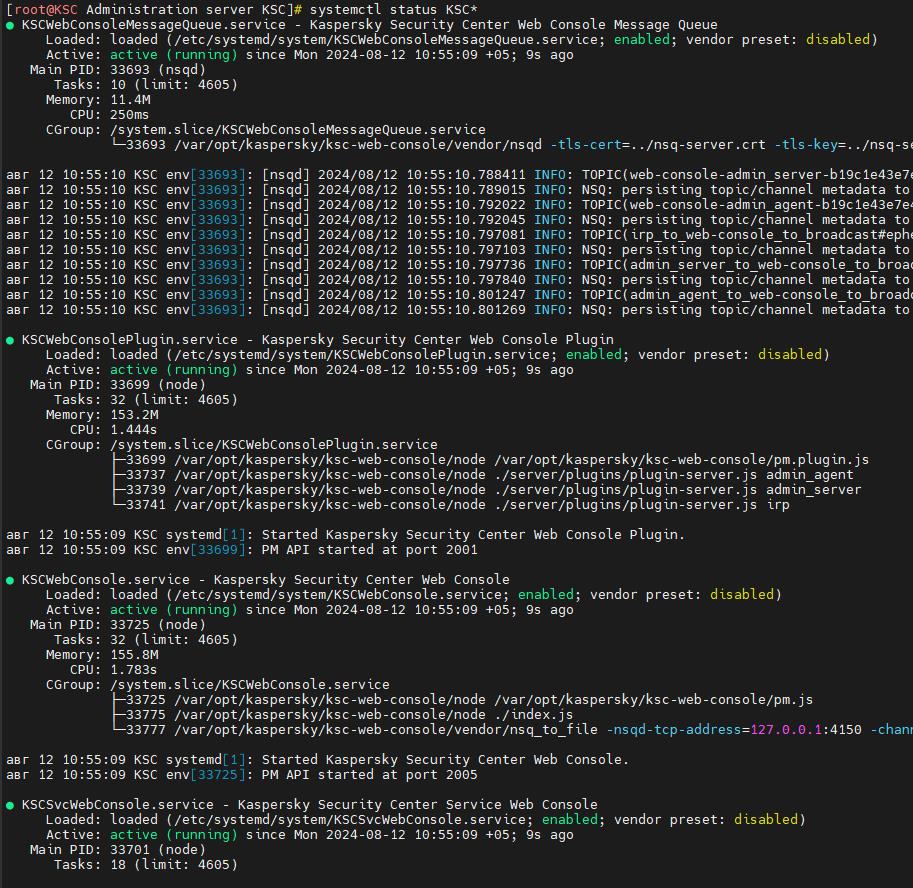 [root@KSC Administration server KSC]# systemctl status KSC*
● KSCWebConsoleMessageQueue.service - Kaspersky Security Center Web Console Message Queue
Loaded: loaded (/etc/systemd/system/KSCWebConsoleMessageQueue.service; enabled; vendor preset: disabled)
Active: active (running) since Mon 2024-08-12 10:55:09 +05; 9s ago
Main PID: 33693 (nsqd)
Tasks: 10 (limit: 4605)
Memory: 11.4M
CPU: 250ms
CGroup: /system.slice/KSCWebConsoleMessageQueue.service
└─33693 /var/opt/kaspersky/ksc-web-console/vendor/nsqd -tls-cert=../nsq-server.crt -tls-key=../nsq-se
авг 12 10:55:10 KSC env[33693]: [nsqd] 2024/08/12 10:55:10.788411 INFO: TOPIC(web-console-admin_server-b19c1e43e7e
авг 12 10:55:10 KSC env[33693]: [nsqd] 2024/08/12 10:55:10.789015 INFO: NSQ: persisting topic/channel metadata to
авг 12 10:55:10 KSC env[33693]: [nsqd] 2024/08/12 10:55:10.792022 INFO: TOPIC(web-console-admin_agent-b19c1e43e7e4
авг 12 10:55:10 KSC env[33693]: [nsqd] 2024/08/12 10:55:10.792045 INFO: NSQ: persisting topic/channel metadata to
авг 12 10:55:10 KSC env[33693]: [nsqd] 2024/08/12 10:55:10.797081 INFO: TOPIC(irp_to_web-console_to_broadcast#ephe
авг 12 10:55:10 KSC env[33693]: [nsqd] 2024/08/12 10:55:10.797103 INFO: NSQ: persisting topic/channel metadata to
авг 12 10:55:10 KSC env[33693]: [nsqd] 2024/08/12 10:55:10.797736 INFO: TOPIC(admin_server_to_web-console_to_broa
авг 12 10:55:10 KSC env[33693]: [nsqd] 2024/08/12 10:55:10.797840 INFO: NSQ: persisting topic/channel metadata to
авг 12 10:55:10 KSC env[33693]: [nsqd] 2024/08/12 10:55:10.801247 INFO: TOPIC(admin_agent_to_web-console_to_broadc
авг 12 10:55:10 KSC env[33693]: [nsqd] 2024/08/12 10:55:10.801269 INFO: NSQ: persisting topic/channel metadata to
● KSCWebConsolePlugin.service - Kaspersky Security Center Web Console Plugin
Loaded: loaded (/etc/systemd/system/KSCWebConsolePlugin.service; enabled; vendor preset: disabled)
Active: active (running) since Mon 2024-08-12 10:55:09 +05; 9s ago
Main PID: 33699 (node)
Tasks: 32 (limit: 4605)
Memory: 153.2M
CPU: 1.444s
CGroup: /system.slice/KSCWebConsolePlugin.service
├─33699 /var/opt/kaspersky/ksc-web-console/node /var/opt/kaspersky/ksc-web-console/pm.plugin.js
├─33737 /var/opt/kaspersky/ksc-web-console/node ./server/plugins/plugin-server.js admin_agent
├─33739 /var/opt/kaspersky/ksc-web-console/node ./server/plugins/plugin-server.js admin_server
└─33741 /var/opt/kaspersky/ksc-web-console/node ./server/plugins/plugin-server.js irp
авг 12 10:55:09 KSC systemd[1]: Started Kaspersky Security Center Web Console Plugin.
авг 12 10:55:09 KSC env[33699]: PM API started at port 2001
● KSCWebConsole.service - Kaspersky Security Center Web Console
Loaded: loaded (/etc/systemd/system/KSCWebConsole.service; enabled; vendor preset: disabled)
Active: active (running) since Mon 2024-08-12 10:55:09 +05; 9s ago
Main PID: 33725 (node)
Tasks: 32 (limit: 4605)
Memory: 155.8M
CPU: 1.783s
CGroup: /system.slice/KSCWebConsole.service
├─33725 /var/opt/kaspersky/ksc-web-console/node /var/opt/kaspersky/ksc-web-console/pm.js
├─33775 /var/opt/kaspersky/ksc-web-console/node ./index.js
└─33777 /var/opt/kaspersky/ksc-web-console/vendor/nsq_to_file -nsqd-tcp-address=127.0.0.1:4150 -chann
авг 12 10:55:09 KSC systemd[1]: Started Kaspersky Security Center Web Console.
авг 12 10:55:09 KSC env[33725]: PM API started at port 2005
● KSCSvcWebConsole.service - Kaspersky Security Center Service Web Console
Loaded: loaded (/etc/systemd/system/KSCSvcWebConsole.service; enabled; vendor preset: disabled)
Active: active (running) since Mon 2024-08-12 10:55:09 +05; 9s ago
Main PID: 33701 (node)
Tasks: 18 (limit: 4605)